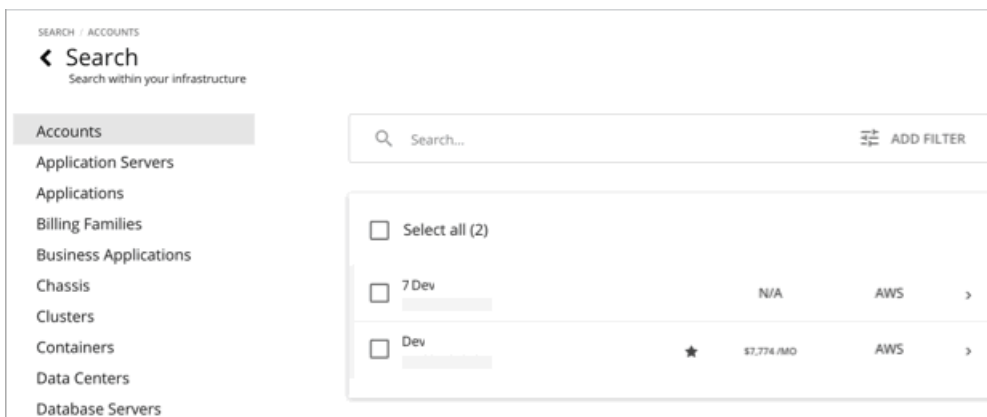 SEARCH / ACCOUNTS
Search
Search within your infrastructure
Accounts
Application Servers
Applications
Billing Families
Business Applications
Chassis
Clusters
Containers
Data Centers
Database Servers
Search...
ADD FILTER
Select all (2)
7 Dev
N/A
AWS
Dev
$7,774 /MO
AWS